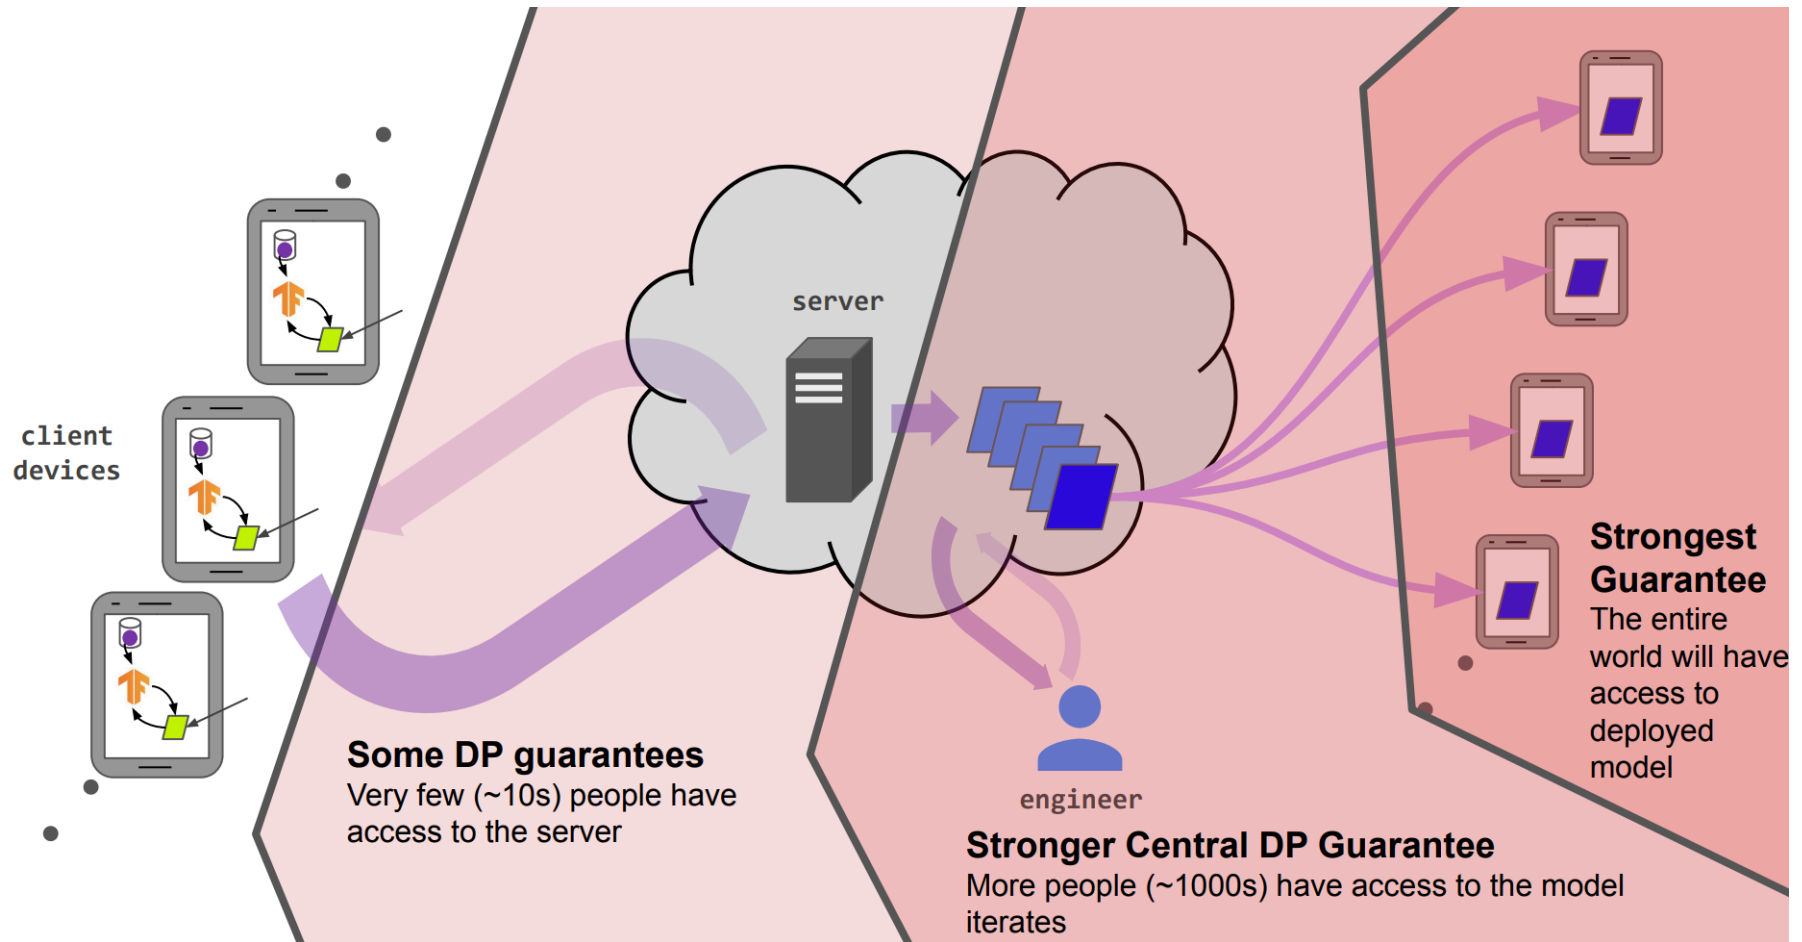 server
client
devices
Some DP guarantees
Very few (~10s) people have
access to the server
engineer
Stronger Central DP Guarantee
More people (~1000s) have access to the model
iterates
Strongest
Guarantee
The entire
world will have
access to
deployed
model